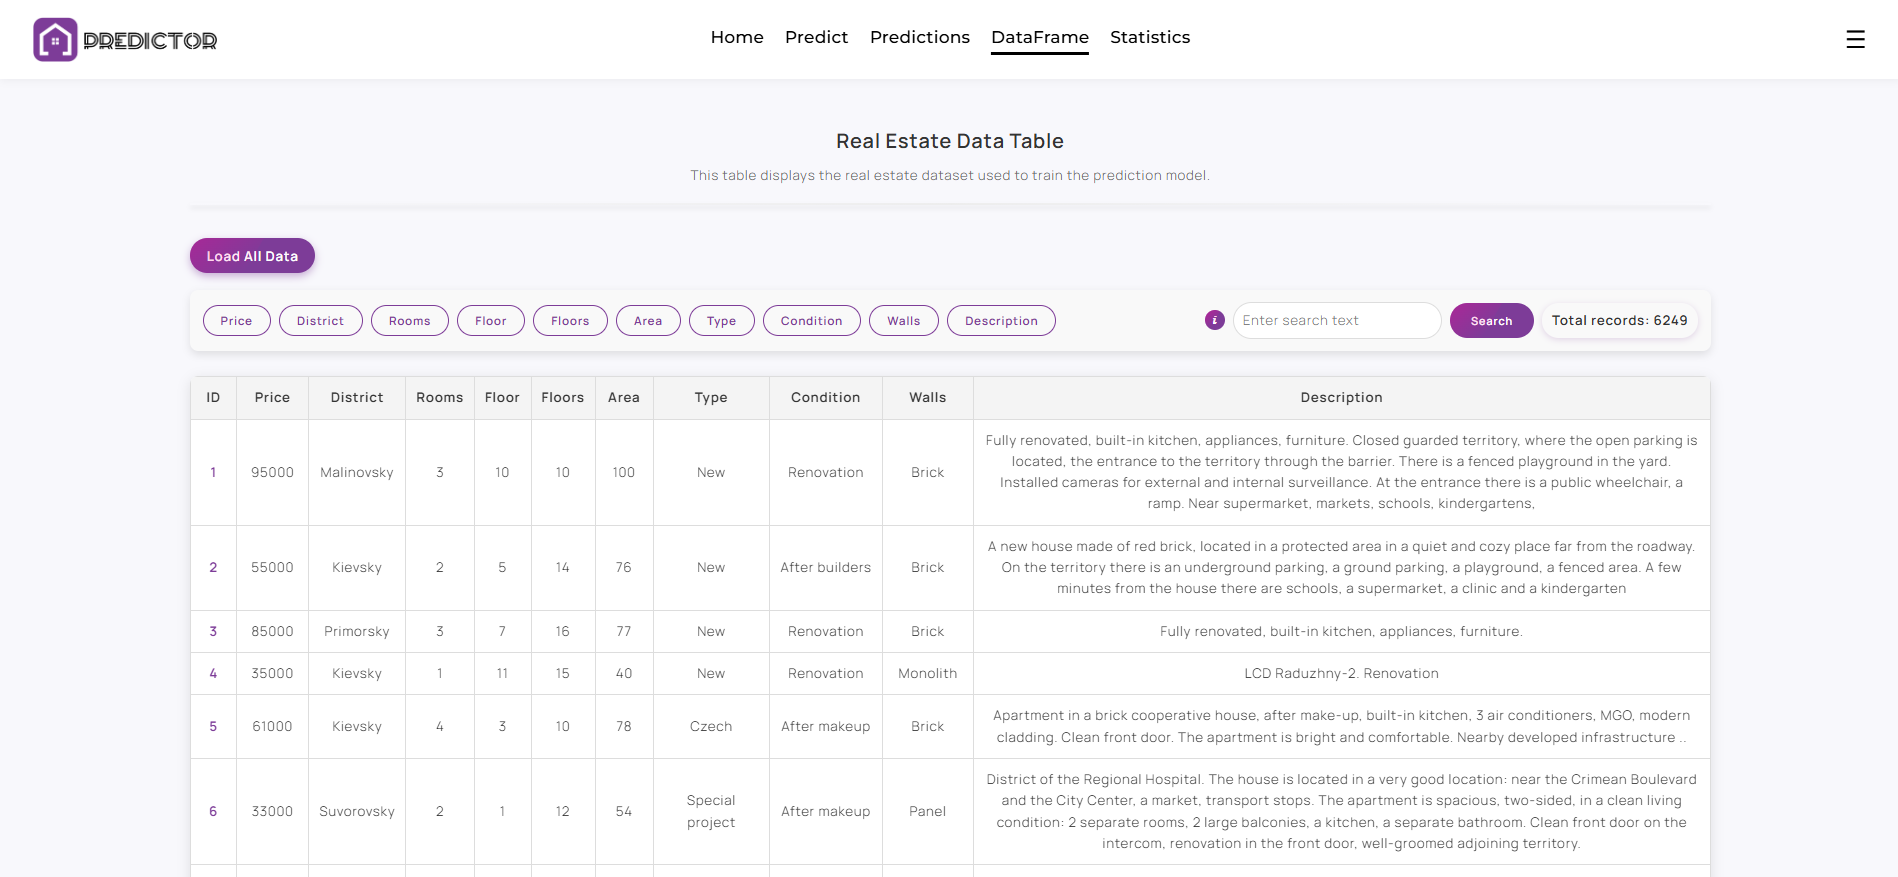 PREDICTOR
Home Predict Predictions DataFrame Statistics
Real Estate Data Table
This table displays the real estate dataset used to train the prediction model.
Load All Data
Price District Rooms Floor Floors Area Type Condition Walls Description i Enter search text Search Total records: 6249
ID Price District Rooms Floor Floors Area Type Condition Walls Description
1 95000 Malinovsky 3 10 10 100 New Renovation Brick
Fully renovated, built-in kitchen, appliances, furniture. Closed guarded territory, where the open parking is
located, the entrance to the territory through the barrier. There is a fenced playground in the yard.
Installed cameras for external and internal surveillance. At the entrance there is a public wheelchair, a
ramp. Near supermarket, markets, schools, kindergartens,
2 55000 Kievsky 2 5 14 76 New After builders Brick
A new house made of red brick, located in a protected area in a quiet and cozy place far from the roadway.
On the territory there is an underground parking, a ground parking, a playground, a fenced area. A few
minutes from the house there are schools, a supermarket, a clinic and a kindergarten
3 85000 Primorsky 3 7 16 77 New Renovation Brick Fully renovated, built-in kitchen, appliances, furniture.
4 35000 Kievsky 1 11 15 40 New Renovation Monolith LCD Raduzhny-2. Renovation
5 61000 Kievsky 4 3 10 78 Czech After makeup Brick
Apartment in a brick cooperative house, after make-up, built-in kitchen, 3 air conditioners, MGO, modern
cladding. Clean front door. The apartment is bright and comfortable. Nearby developed infrastructure ..
6 33000 Suvorovsky 2 1 12 54
Special
project
After makeup Panel
District of the Regional Hospital. The house is located in a very good location: near the Crimean Boulevard
and the City Center, a market, transport stops. The apartment is spacious, two-sided, in a clean living
condition: 2 separate rooms, 2 large balconies, a kitchen, a separate bathroom. Clean front door on the
intercom, renovation in the front door, well-groomed adjoining territory.